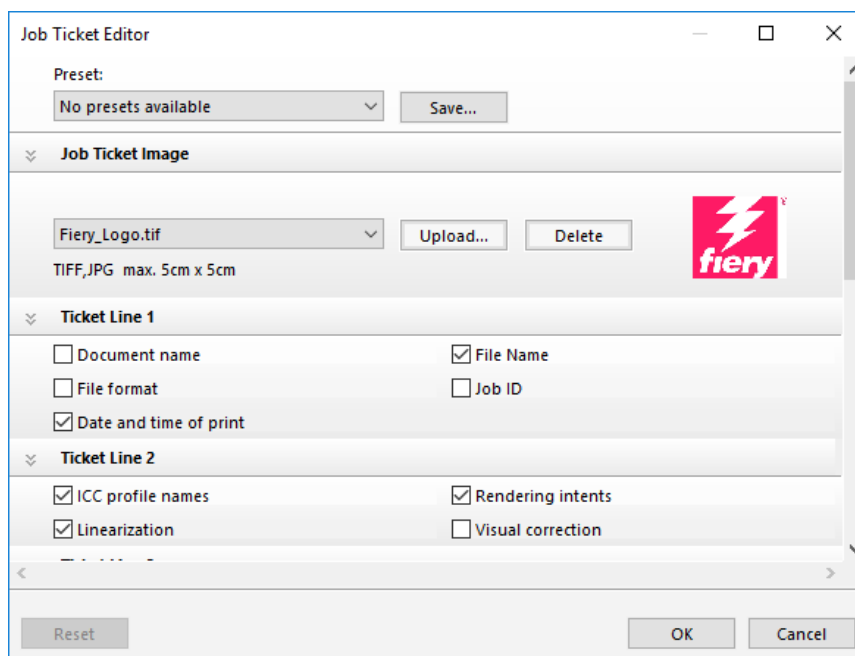 Job Ticket Editor
Preset:
No presets available
Save...
Job Ticket Image
Fiery_Logo.tif
Upload...
Delete
fiery
TIFF,JPG max. 5cm x 5cm
Ticket Line 1
Document name
File Name
File format
Job ID
Date and time of print
Ticket Line 2
ICC profile names
Rendering intents
Linearization
Visual correction
Reset
OK
Cancel